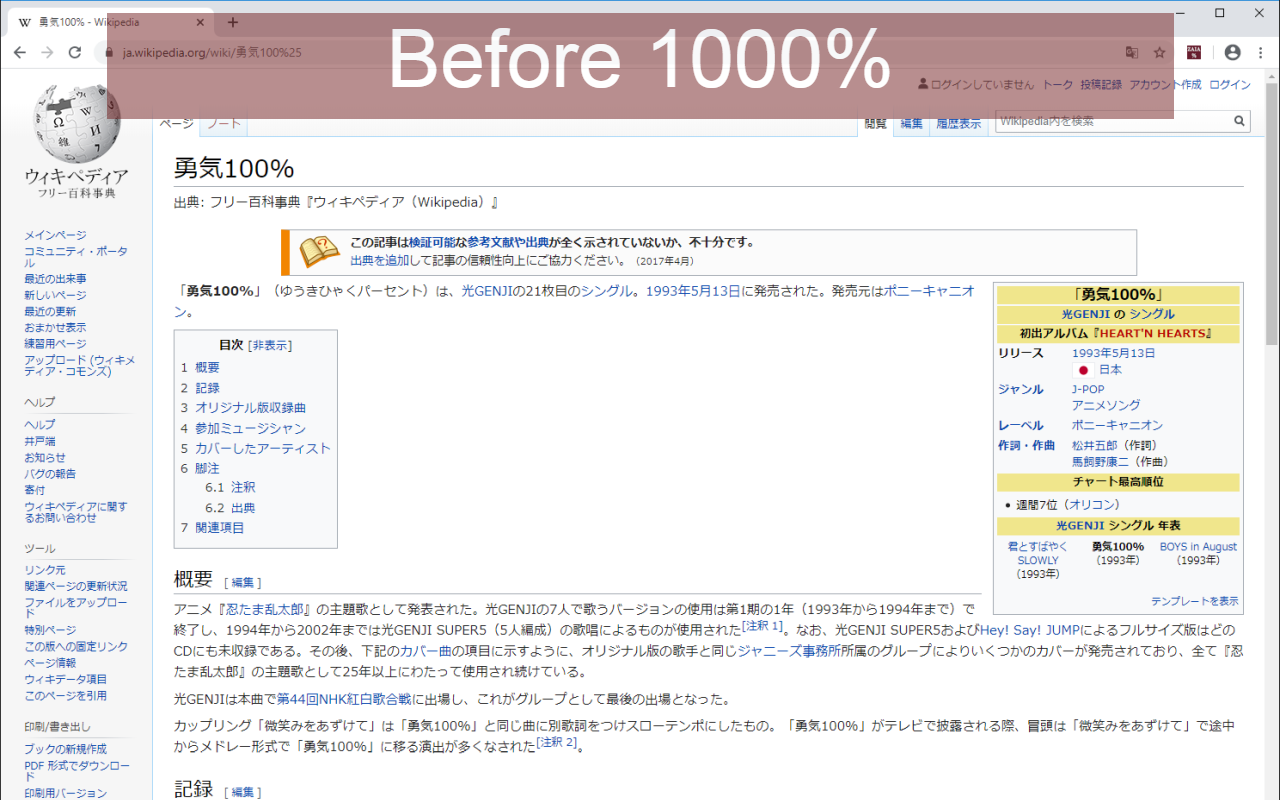 勇気100% - Wikipedia
Before 1000%
ja.wikipedia.org/wiki/勇気100%25
ログインしていません トーク 投稿記録 アカウント作成 ログイン
ページ ノート 閲覧 編集 履歴表示 Wikipedia内を検索
ウィキペディア
フリー百科事典
メインページ
コミュニティ・ポータ
ル
最近の出来事
新しいページ
最近の更新
おまかせ表示
練習用ページ
アップロード (ウィキメ
ディア・コモンズ)
ヘルプ
ヘルプ
井戸端
お知らせ
バグの報告
寄付
ウィキペディアに関す
るお問い合わせ
ツール
リンク元
関連ページの更新状況
ファイルをアップロー
ド
特別ページ
この版への固定リンク
ページ情報
ウィキデータ項目
このページを引用
印刷/書き出し
ブックの新規作成
PDF 形式でダウンロー
ド
印刷用バージョン
勇気100%
出典: フリー百科事典『ウィキペディア（Wikipedia）』
この記事は検証可能な参考文献や出典が全く示されていないか、不十分です。
出典を追加して記事の信頼性向上にご協力ください。（2017年4月）
「勇気100%」（ゆうきひゃくパーセント）は、光GENJIの21枚目のシングル。1993年5月13日に発売された。発売元はポニーキャニオ
ン。
目次 [非表示]
1 概要
2 記録
3 オリジナル版収録曲
4 参加ミュージシャン
5 カバーしたアーティスト
6 脚注
6.1 注釈
6.2 出典
7 関連項目
「勇気100%」
光GENJI の シングル
初出アルバム『HEART'N HEARTS』
リリース 1993年5月13日
日本
ジャンル J-POP
アニメソング
レーベル ポニーキャニオン
作詞・作曲 松井五郎（作詞）
馬飼野康二（作曲）
チャート最高順位
• 週間7位（オリコン）
光GENJI シングル 年表
君とすばやく
SLOWLY
（1993年）
勇気100%
（1993年）
BOYS in August
（1993年）
テンプレートを表示
概要 [ 編集 ]
アニメ『忍たま乱太郎』の主題歌として発表された。光GENJIの7人で歌うバージョンの使用は第1期の1年（1993年から1994年まで）で
終了し、1994年から2002年までは光GENJI SUPER5（5人編成）の歌唱によるものが使用された[注釈 1]。なお、光GENJI SUPER5およびHey! Say! JUMPによるフルサイズ版はどの
CDにも未収録である。その後、下記のカバー曲の項目に示すように、オリジナル版の歌手と同じジャニーズ事務所所属のグループによりいくつかのカバーが発売されており、全て『忍
たま乱太郎』の主題歌として25年以上にわたって使用され続けている。
光GENJIは本曲で第44回NHK紅白歌合戦に出場し、これがグループとして最後の出場となった。
カップリング「微笑みをあずけて」は「勇気100%」と同じ曲に別歌詞をつけスローテンポにしたもの。「勇気100%」がテレビで披露される際、冒頭は「微笑みをあずけて」で途中
からメドレー形式で「勇気100%」に移る演出が多くなされた[注釈 2]。
記録 [ 編集 ]